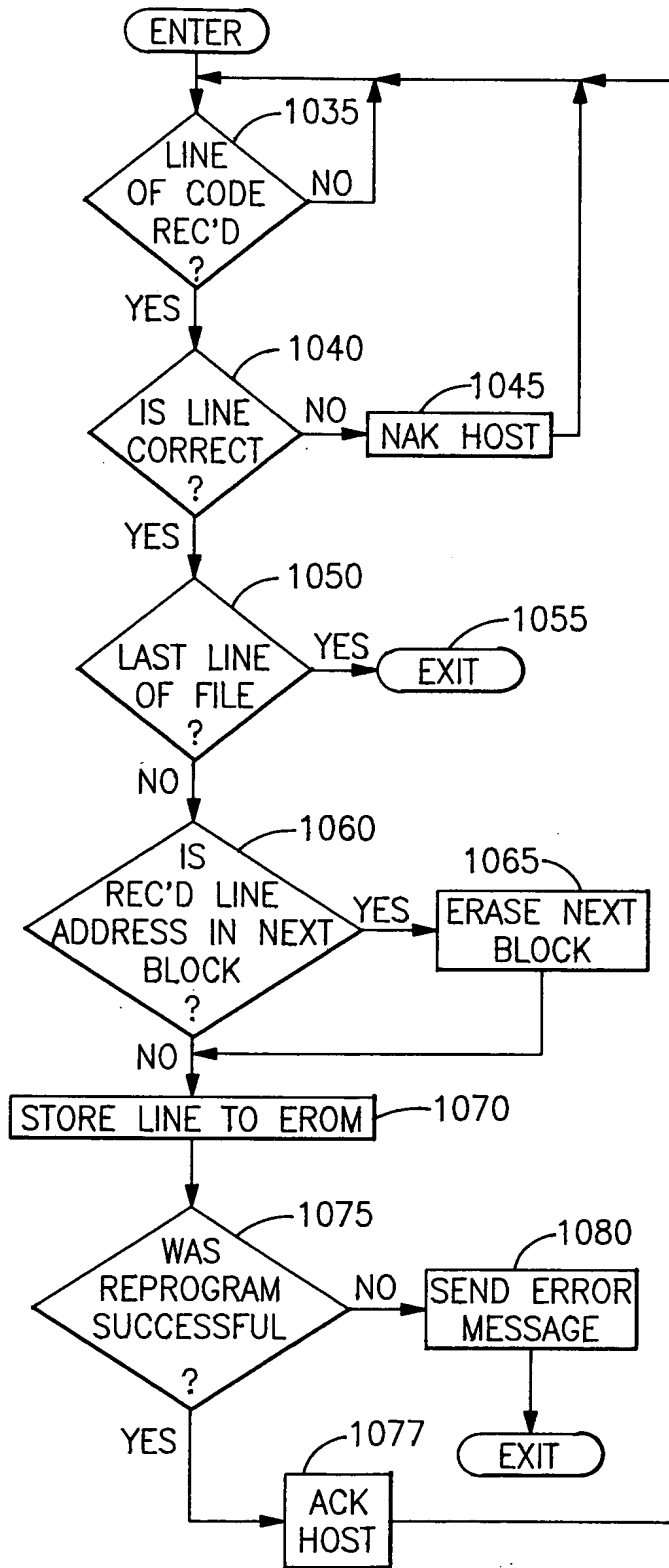 ENTER
1035
LINE
OF CODE
REC'D
?
NO
YES
1040
IS LINE
CORRECT
?
NO
1045
NAK HOST
YES
1050
LAST LINE
OF FILE
?
YES
1055
EXIT
NO
1060
IS
REC'D LINE
ADDRESS IN NEXT
BLOCK
?
YES
1065
ERASE NEXT
BLOCK
NO
STORE LINE TO EROM
1070
1075
WAS
REPROGRAM
SUCCESSFUL
?
NO
1080
SEND ERROR
MESSAGE
EXIT
YES
1077
ACK
HOST